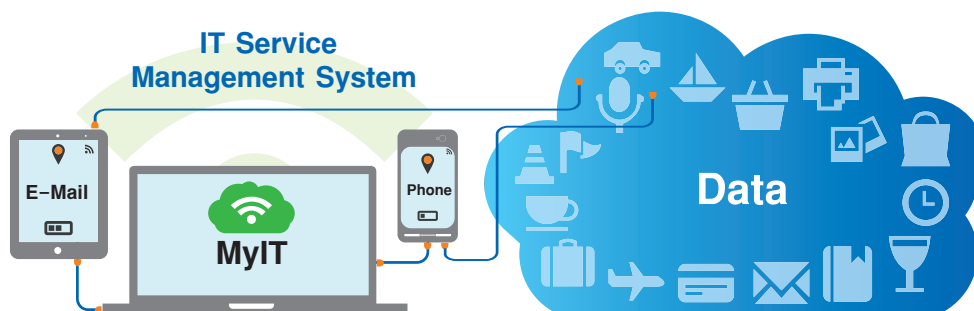 IT Service
Management System
E-Mail
MyIT
Phone
Data